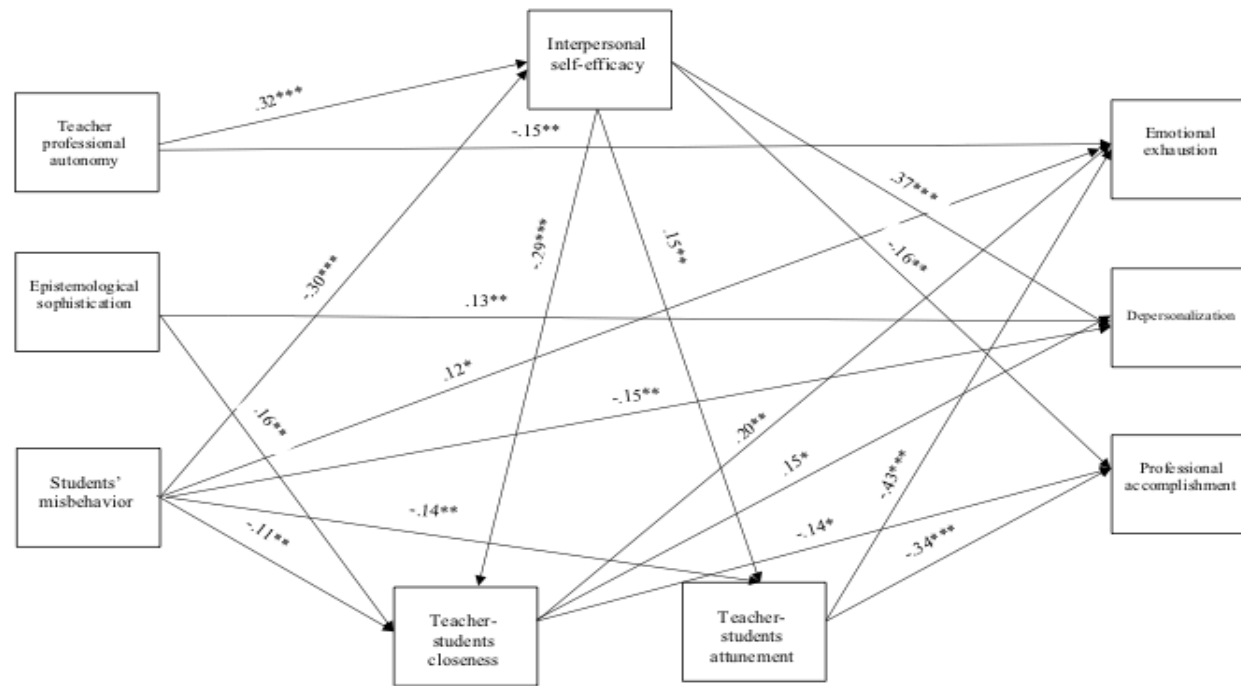 Interpersonal
self-efficacy
.32***
Teacher
professional
autonomy
-.15**
Emotional
exhaustion
.37***
-.29***
.15**
-.16**
Epistemological
sophistication
-.30***
.13**
Depersonalization
.12*
-.15**
.16**
.20**
.15*
-.43***
Students’
misbehavior
Professional
accomplishment
-.14**
-.14*
-.11**
-.34***
Teacher-
students
closeness
Teacher-
students
attunement